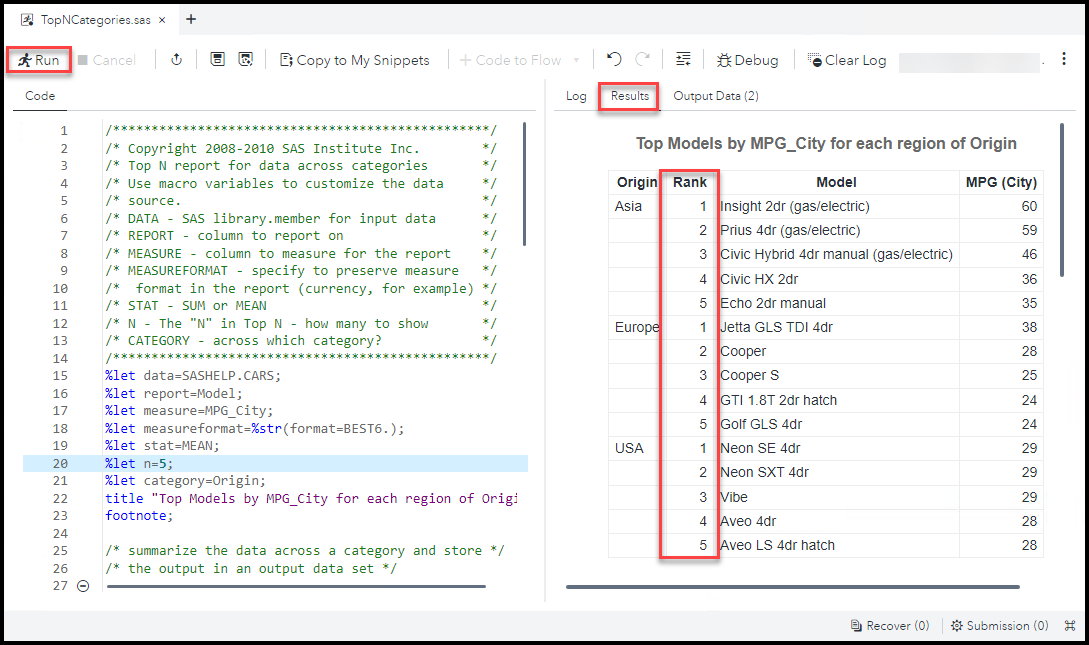 TopNCategories.sas × +
Run Cancel Copy to My Snippets Code to Flow Debug Clear Log
Code
1 /*************************************************/
2 /* Copyright 2008-2010 SAS Institute Inc. */
3 /* Top N report for data across categories */
4 /* Use macro variables to customize the data */
5 /* source. */
6 /* DATA - SAS library.member for input data */
7 /* REPORT - column to report on */
8 /* MEASURE - column to measure for the report */
9 /* MEASUREFORMAT - specify to preserve measure */
10 /*  format in the report (currency, for example) */
11 /* STAT - SUM or MEAN */
12 /* N - The "N" in Top N - how many to show */
13 /* CATEGORY - across which category? */
14 /*************************************************/
15 %let data=SASHELP.CARS;
16 %let report=Model;
17 %let measure=MPG_City;
18 %let measureformat=%str(format=BEST6.);
19 %let stat=MEAN;
20 %let n=5;
21 %let category=Origin;
22 title "Top Models by MPG_City for each region of Origi
23 footnote;
24
25 /* summarize the data across a category and store */
26 /* the output in an output data set */
27
Log Results Output Data (2)
Top Models by MPG_City for each region of Origin
Origin Rank Model MPG (City)
Asia 1 Insight 2dr (gas/electric) 60
2 Prius 4dr (gas/electric) 59
3 Civic Hybrid 4dr manual (gas/electric) 46
4 Civic HX 2dr 36
5 Echo 2dr manual 35
Europe 1 Jetta GLS TDI 4dr 38
2 Cooper 28
3 Cooper S 25
4 GTI 1.8T 2dr hatch 24
5 Golf GLS 4dr 24
USA 1 Neon SE 4dr 29
2 Neon SXT 4dr 29
3 Vibe 29
4 Aveo 4dr 28
5 Aveo LS 4dr hatch 28
Recover (0) Submission (0)